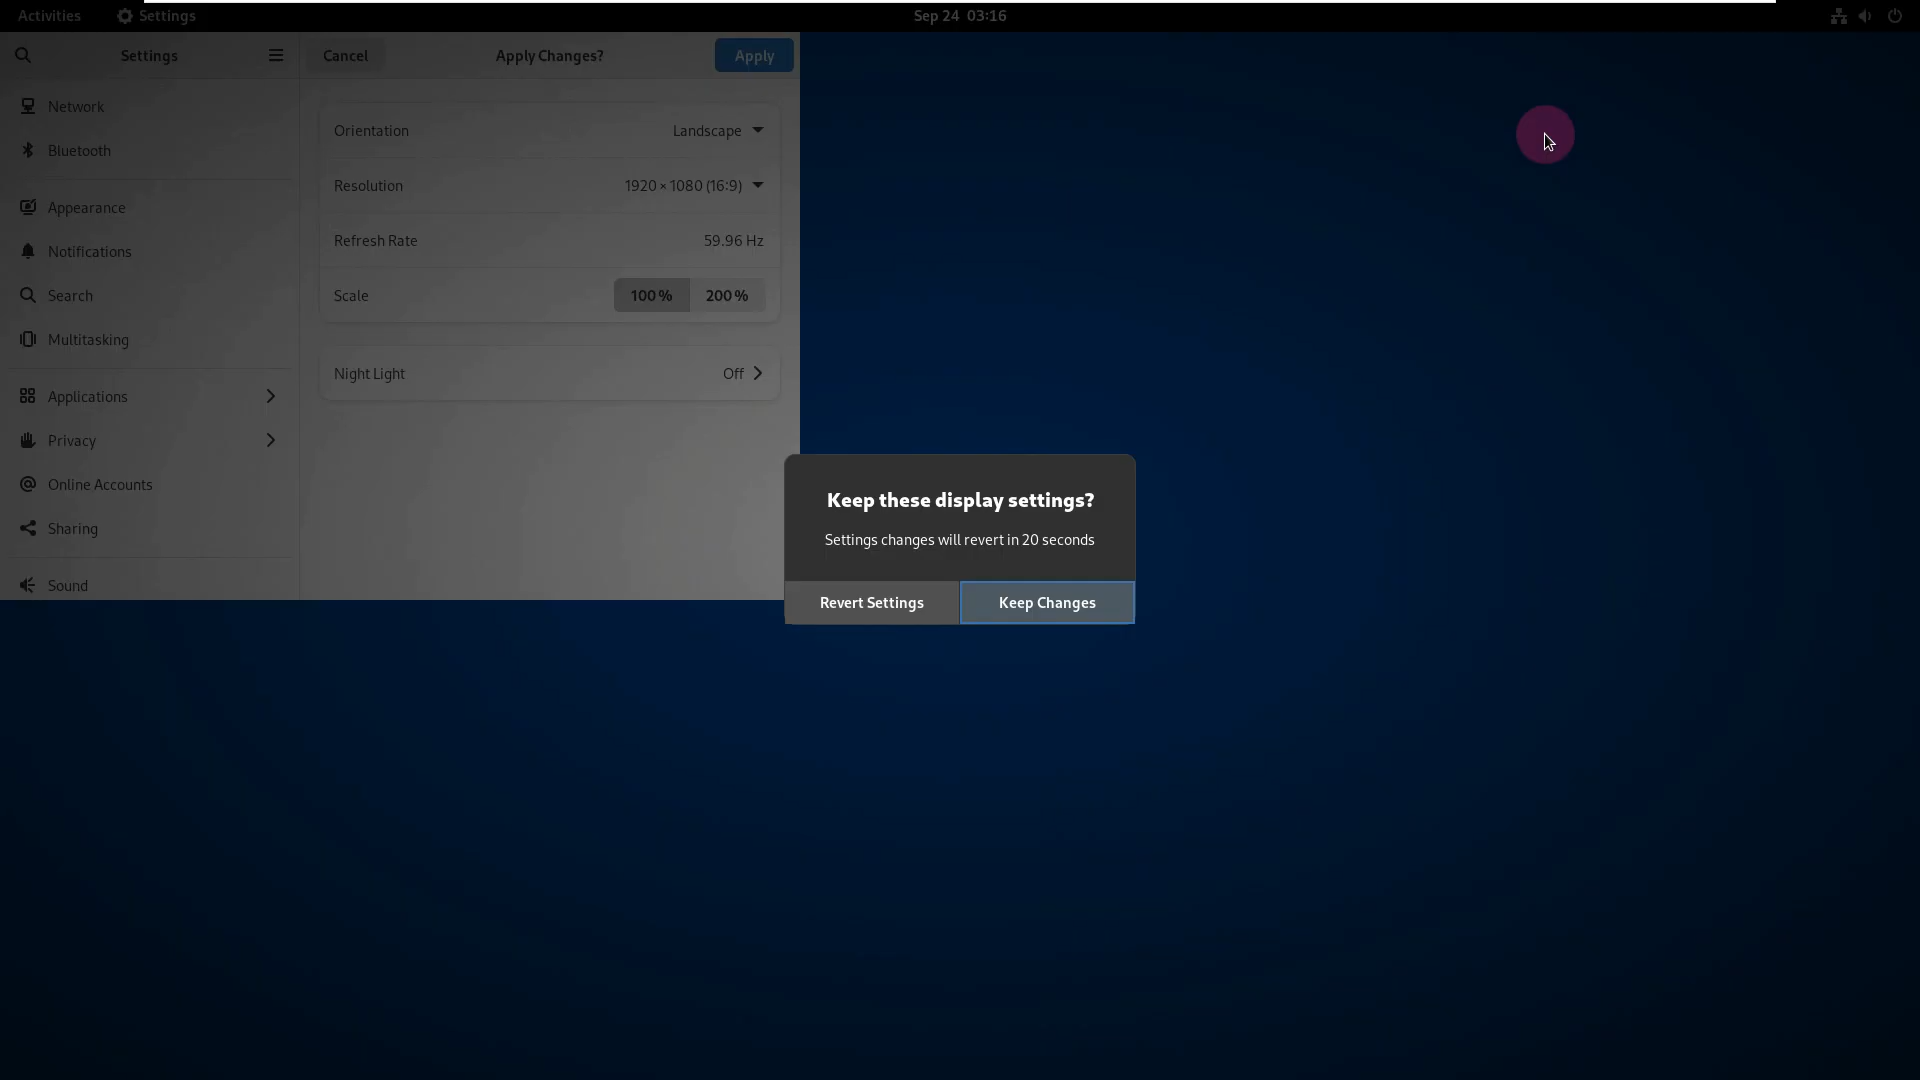 Activities
Settings
Sep 24 03:16
Settings
Cancel
Apply Changes?
Apply
Network
Bluetooth
Appearance
Notifications
Search
Multitasking
Applications
Privacy
Online Accounts
Sharing
Sound
Orientation
Landscape
Resolution
1920 × 1080 (16:9)
Refresh Rate
59.96 Hz
Scale
100 %
200 %
Night Light
Off
Keep these display settings?
Settings changes will revert in 20 seconds
Revert Settings
Keep Changes